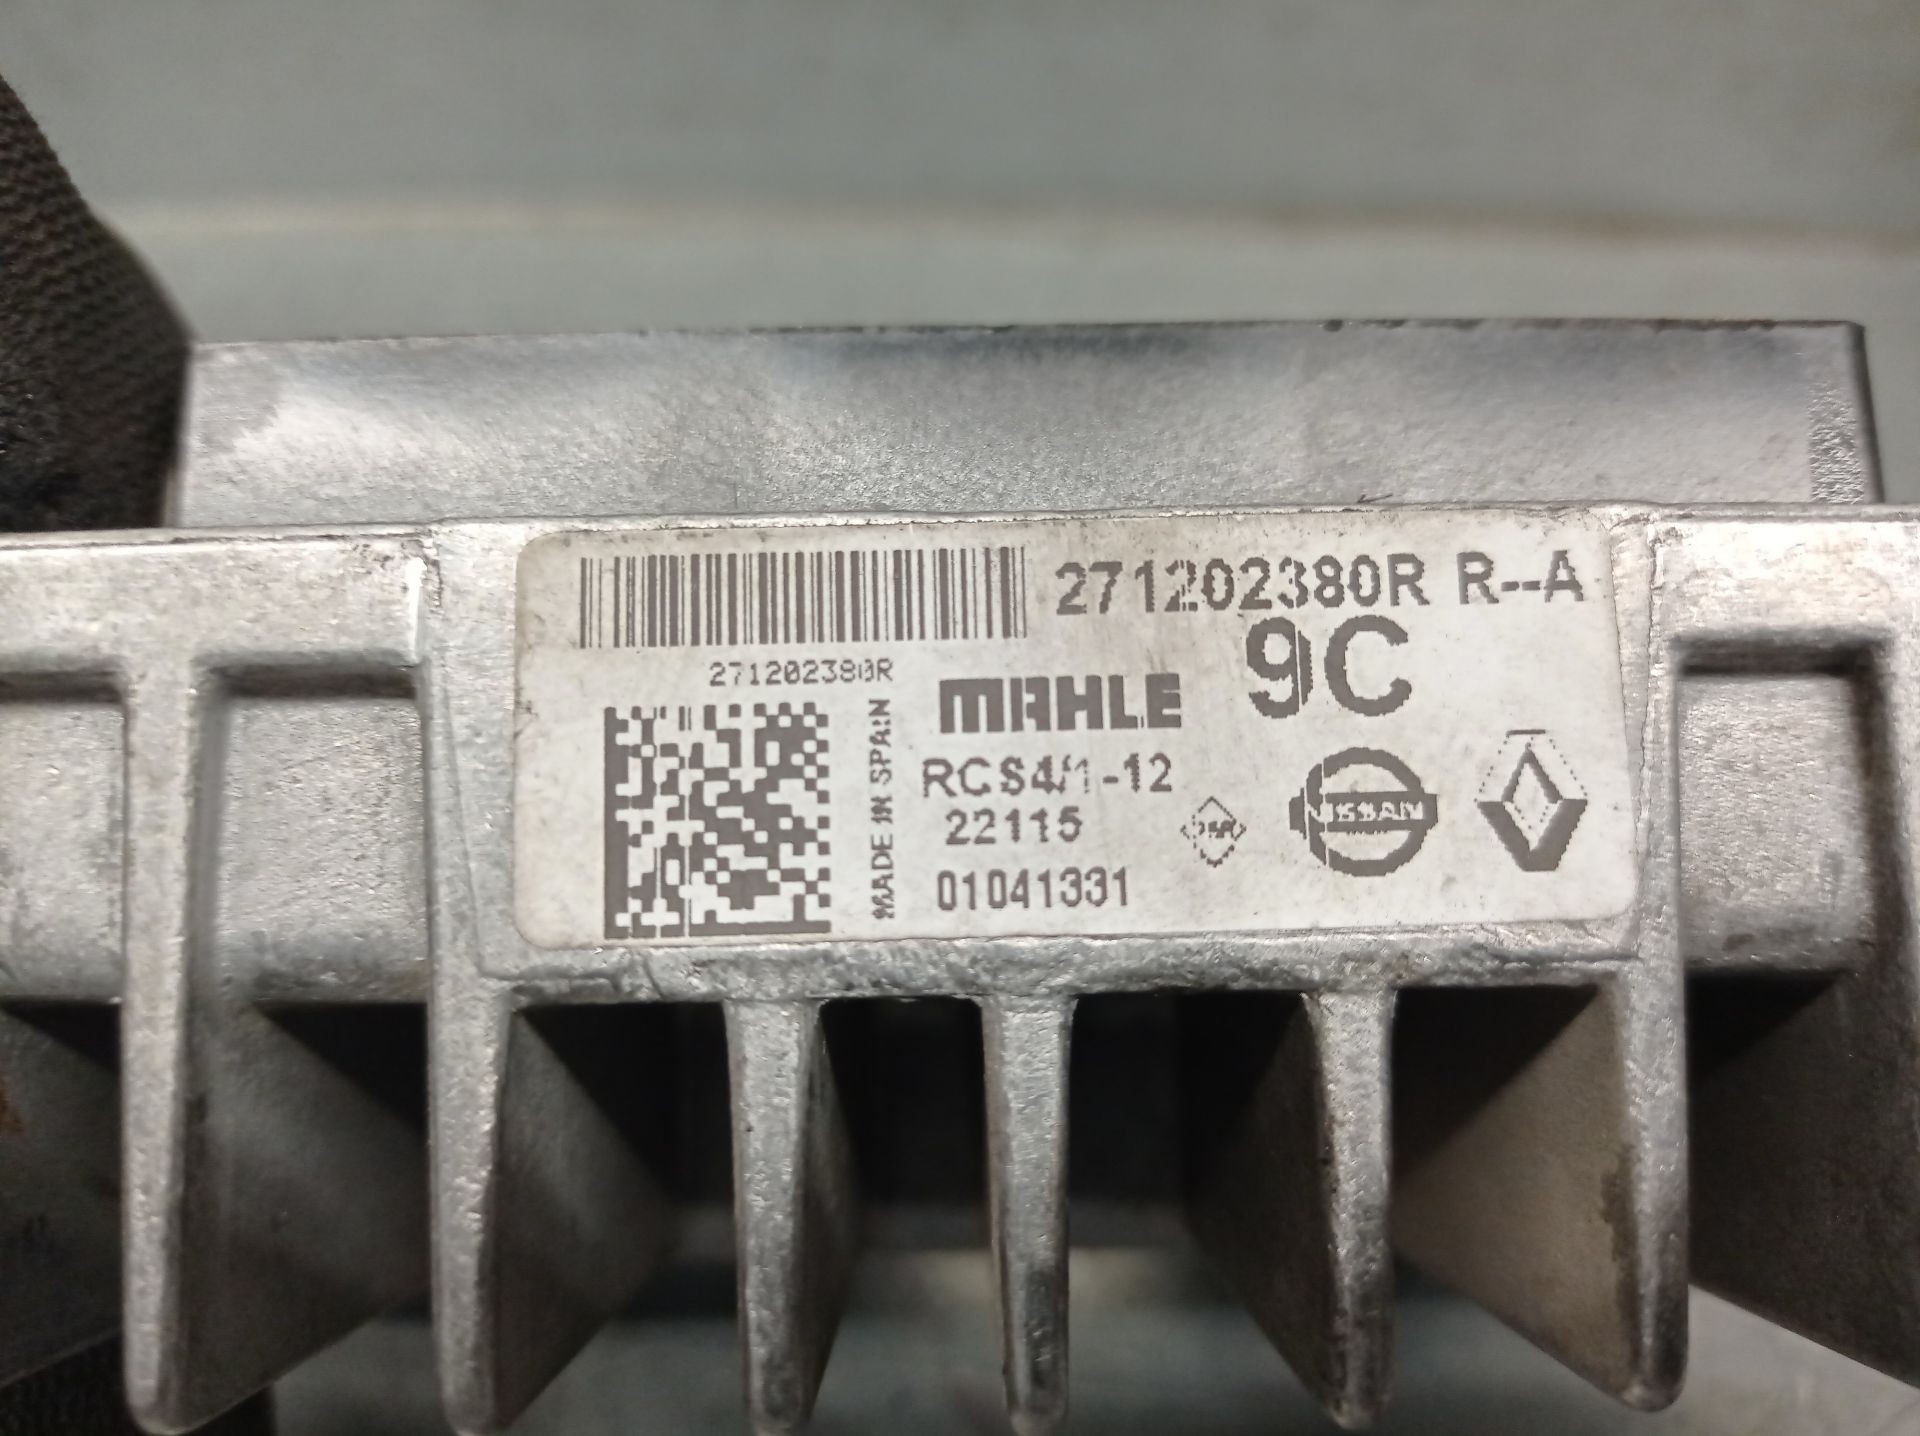 271202380R R--A
9C
271202380R
MAHLE
MADE IN SPAIN
RCS4/1-12
22115
01041331
NISSAN